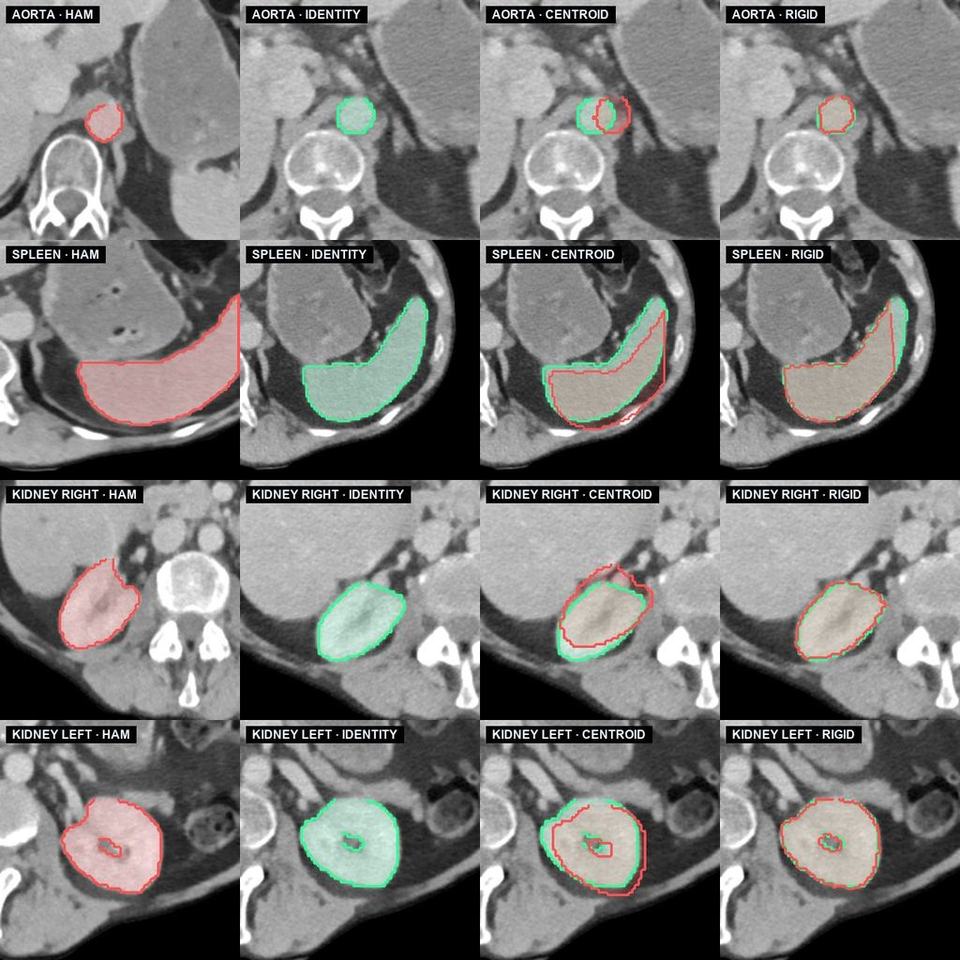 AORTA · HAM
AORTA · IDENTITY
AORTA · CENTROID
AORTA · RIGID
SPLEEN · HAM
SPLEEN · IDENTITY
SPLEEN · CENTROID
SPLEEN · RIGID
KIDNEY RIGHT · HAM
KIDNEY RIGHT · IDENTITY
KIDNEY RIGHT · CENTROID
KIDNEY RIGHT · RIGID
KIDNEY LEFT · HAM
KIDNEY LEFT · IDENTITY
KIDNEY LEFT · CENTROID
KIDNEY LEFT · RIGID